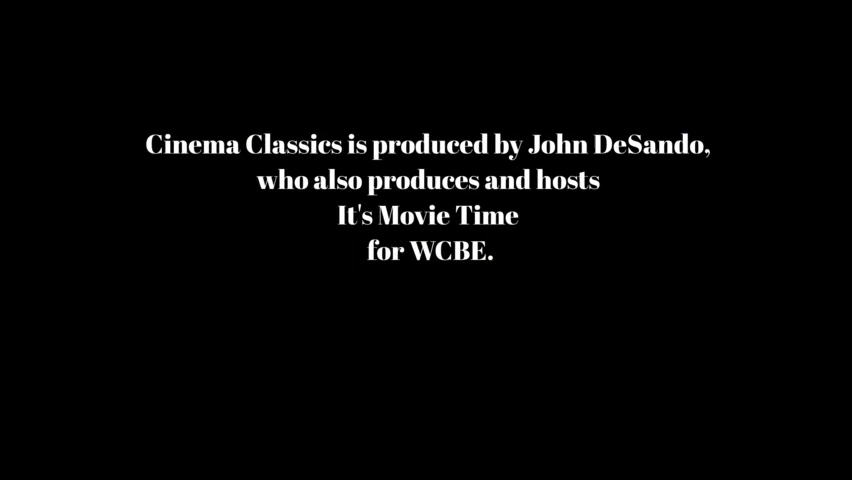 Cinema Classics is produced by John DeSando,
who also produces and hosts
It's Movie Time
for WCBE.